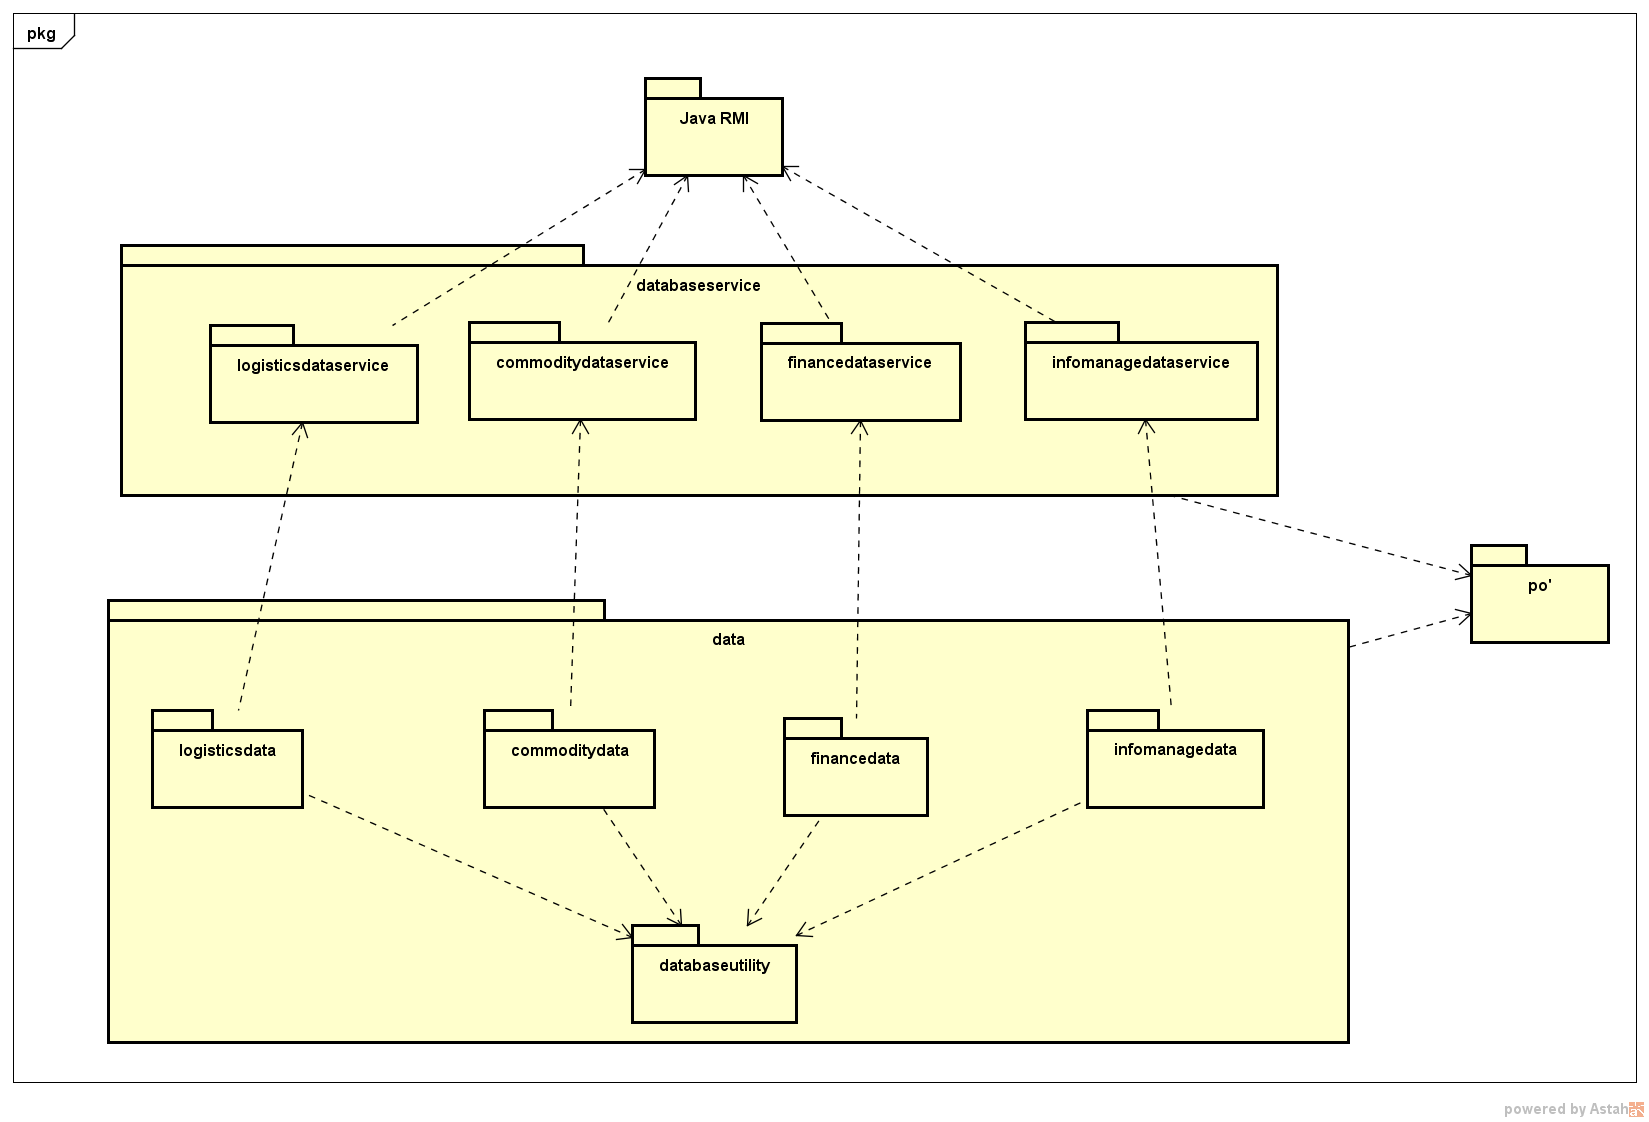 pkg
Java RMI
databaseservice
logisticsdataservice
commoditydataservice
financedataservice
infomanagedataservice
po'
data
logisticsdata
commoditydata
financedata
infomanagedata
databaseutility
powered by Astah